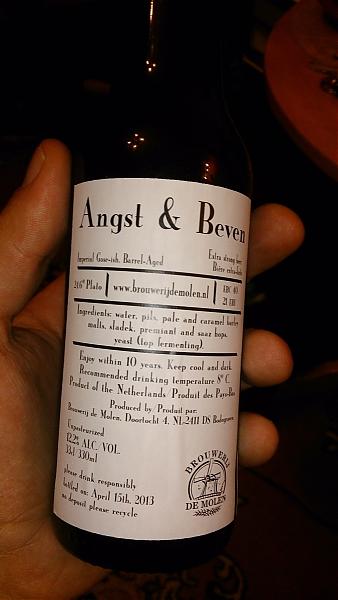 Angst & Beven
Imperial Gose-ish, Barrel-Aged
Extra strong beer
Bière extra-forte
www.brouwerijdemolen.nl
Plato
EBC 40
21 EBU
Ingredients: water, pils, pale and caramel barley
malts, sladek, premiant and saaz hops,
yeast (top fermenting).
Enjoy within 10 years. Keep cool and dark.
Recommended drinking temperature 8° C.
Product of the Netherlands/Produit des Pays-Bas
Produced by/Produit par:
Brouwerij de Molen, Doortocht 4, NL-2411 DS Bodegraven
Unpasteurized
12.2% ALC/VOL.
33cl/330ml
please drink responsibly
bottled on: April 15th, 2013
no deposit please recycle
BROUWERIJ
DE MOLEN